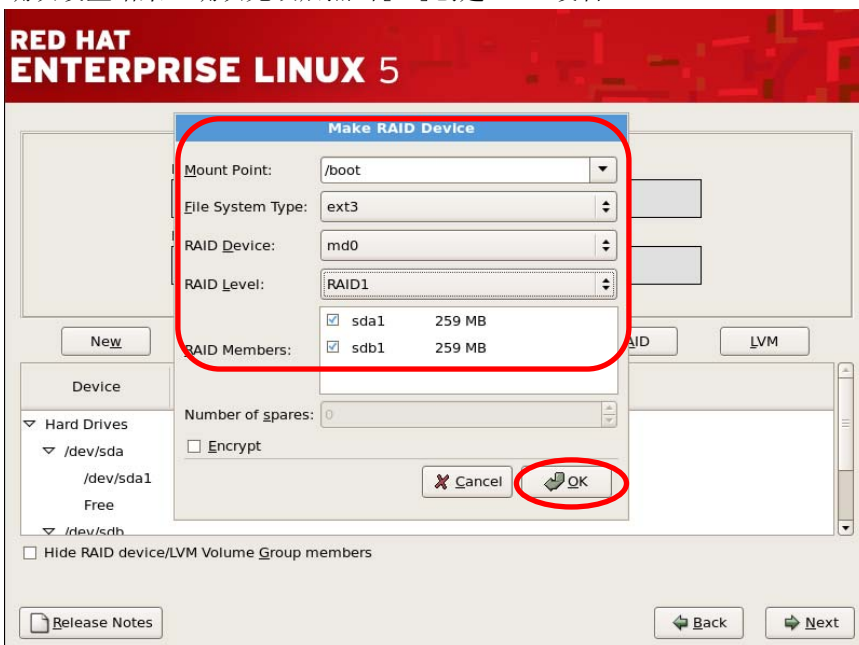 RED HAT
ENTERPRISE LINUX 5
Make RAID Device
Mount Point: /boot
File System Type: ext3
RAID Device: md0
RAID Level: RAID1
sda1 259 MB
RAID Members: sdb1 259 MB
New
LVM
Device
Number of spares: 0
Encrypt
Cancel OK
Hard Drives
/dev/sda
/dev/sda1
Free
/dev/sdb
Hide RAID device/LVM Volume Group members
Release Notes
Back
Next